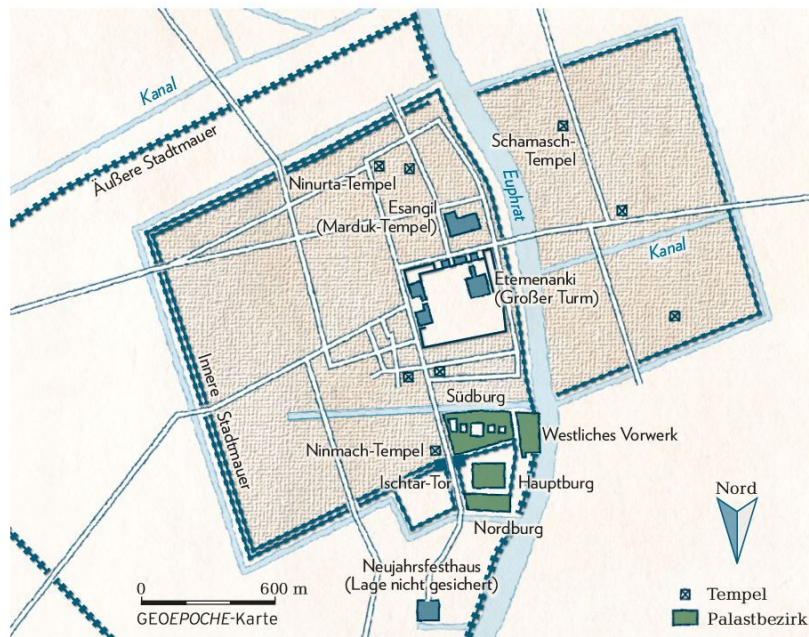 Kanal
Äußere Stadtmauer
Schamasch-
Tempel
Ninurta-Tempel
Euphrat
Esangil
(Marduk-Tempel)
Kanal
Etemenanki
(Großer Turm)
Innere Stadtmauer
Südburg
Westliches Vorwerk
Ninmach-Tempel
Ischtar-Tor
Hauptburg
Nord
Nordburg
Neujahrsfesthaus
(Lage nicht gesichert)
0 600 m
GEOEPOCHE-Karte
Tempel
Palastbezirk